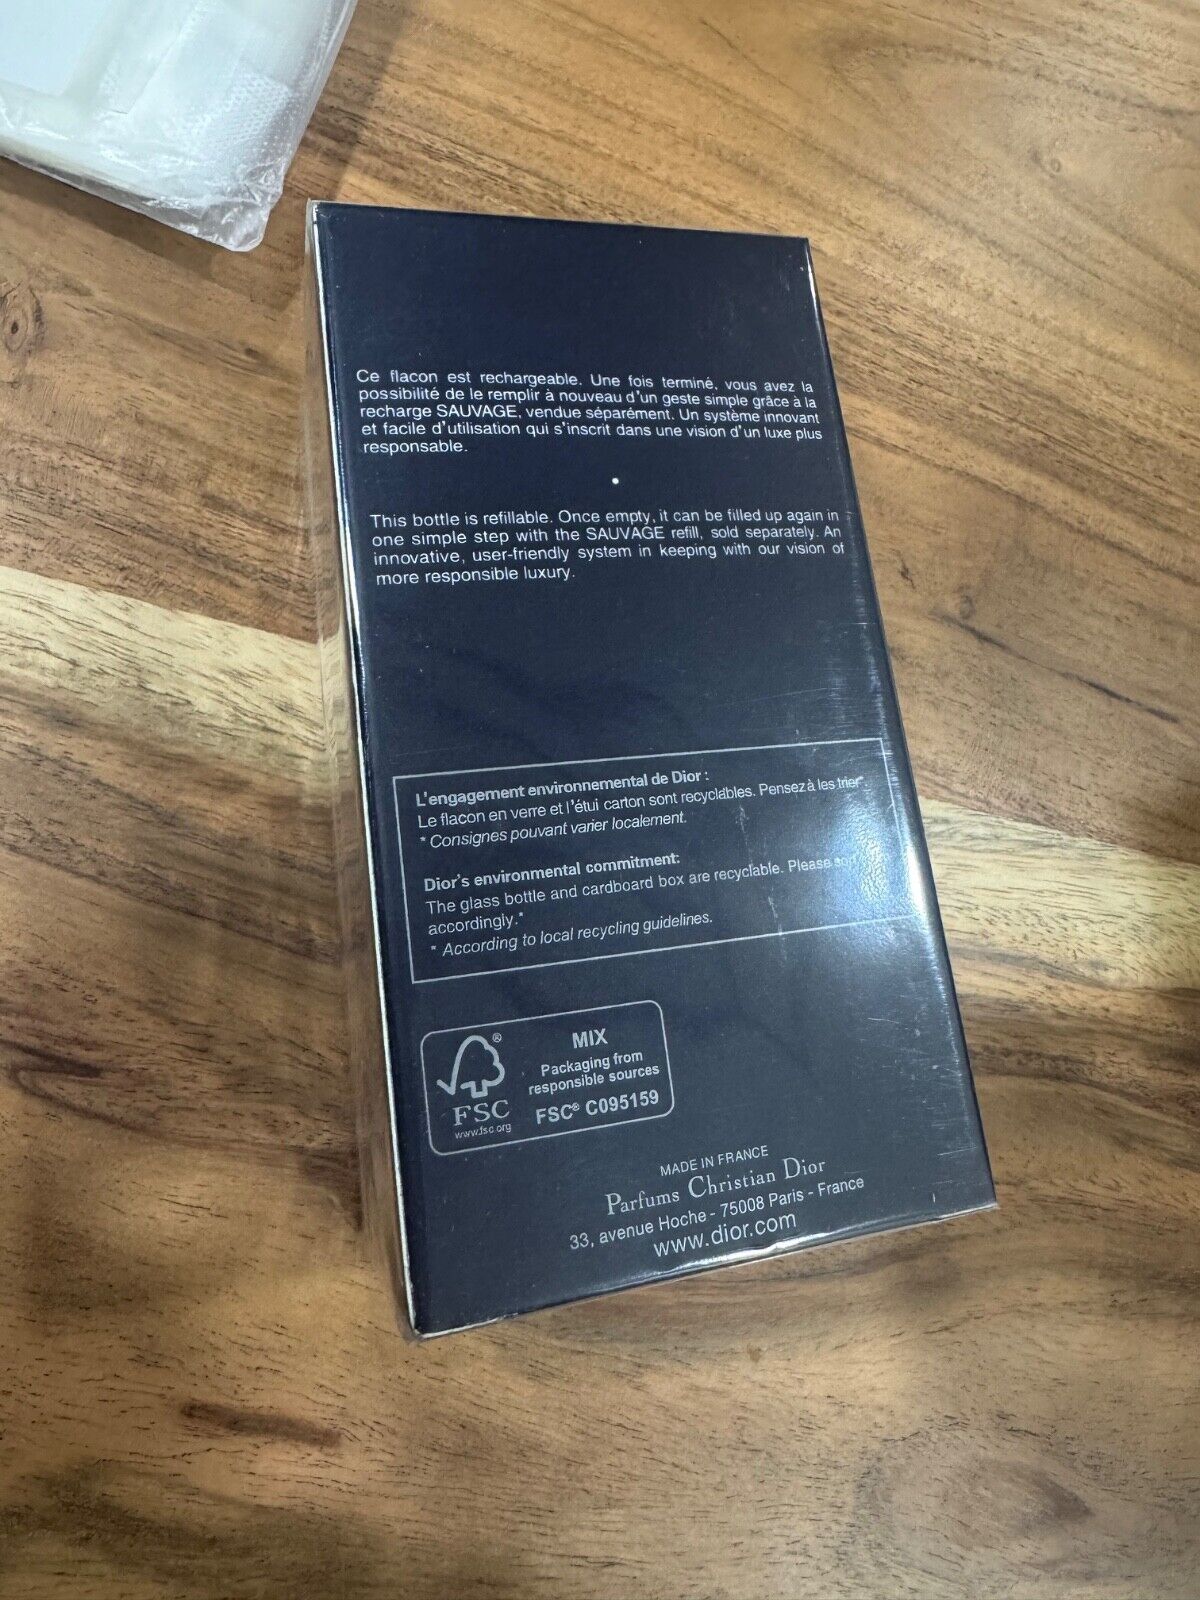 Ce flacon est rechargeable. Une fois terminé, vous avez la
possibilité de le remplir à nouveau d'un geste simple grâce à la
recharge SAUVAGE, vendue séparément. Un système innovant
et facile d'utilisation qui s'inscrit dans une vision d'un luxe plus
responsable.
•
This bottle is refillable. Once empty, it can be filled up again in
one simple step with the SAUVAGE refill, sold separately. An
innovative, user-friendly system in keeping with our vision of
more responsible luxury.
L'engagement environnemental de Dior :
Le flacon en verre et l'étui carton sont recyclables. Pensez à les trier*.
* Consignes pouvant varier localement.
Dior's environmental commitment:
The glass bottle and cardboard box are recyclable. Please sort
accordingly.*
* According to local recycling guidelines.
®
FSC
www.fsc.org
MIX
Packaging from
responsible sources
FSC® C095159
MADE IN FRANCE
Parfums Christian Dior
33, avenue Hoche - 75008 Paris - France
www.dior.com